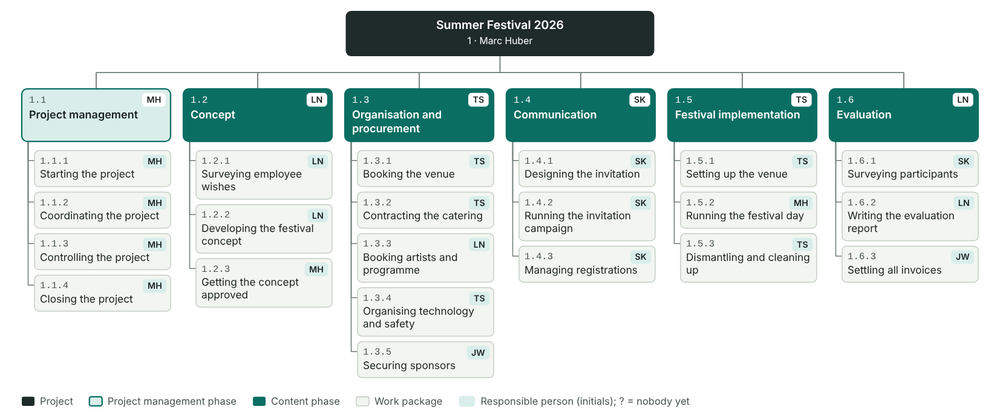 Summer Festival 2026
1 · Marc Huber
1.1 MH
Project management
1.1.1 MH
Starting the project
1.1.2 MH
Coordinating the project
1.1.3 MH
Controlling the project
1.1.4 MH
Closing the project
1.2 LN
Concept
1.2.1 LN
Surveying employee
wishes
1.2.2 LN
Developing the festival
concept
1.2.3 MH
Getting the concept
approved
1.3 TS
Organisation and
procurement
1.3.1 TS
Booking the venue
1.3.2 TS
Contracting the catering
1.3.3 LN
Booking artists and
programme
1.3.4 TS
Organising technology
and safety
1.3.5 JW
Securing sponsors
1.4 SK
Communication
1.4.1 SK
Designing the invitation
1.4.2 SK
Running the invitation
campaign
1.4.3 SK
Managing registrations
1.5 TS
Festival implementation
1.5.1 TS
Setting up the venue
1.5.2 MH
Running the festival day
1.5.3 TS
Dismantling and cleaning
up
1.6 LN
Evaluation
1.6.1 SK
Surveying participants
1.6.2 LN
Writing the evaluation
report
1.6.3 JW
Settling all invoices
Project Project management phase Content phase Work package Responsible person (initials); ? = nobody yet